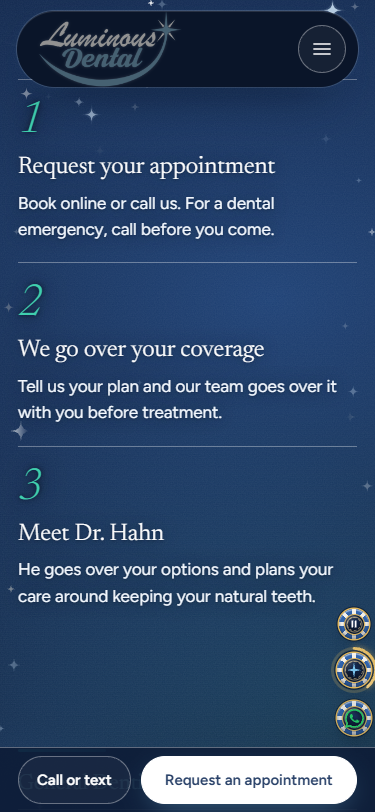 Luminous
Dental
1
Request your appointment
Book online or call us. For a dental
emergency, call before you come.
2
We go over your coverage
Tell us your plan and our team goes over it
with you before treatment.
3
Meet Dr. Hahn
He goes over your options and plans your
care around keeping your natural teeth.
Call or text
Request an appointment